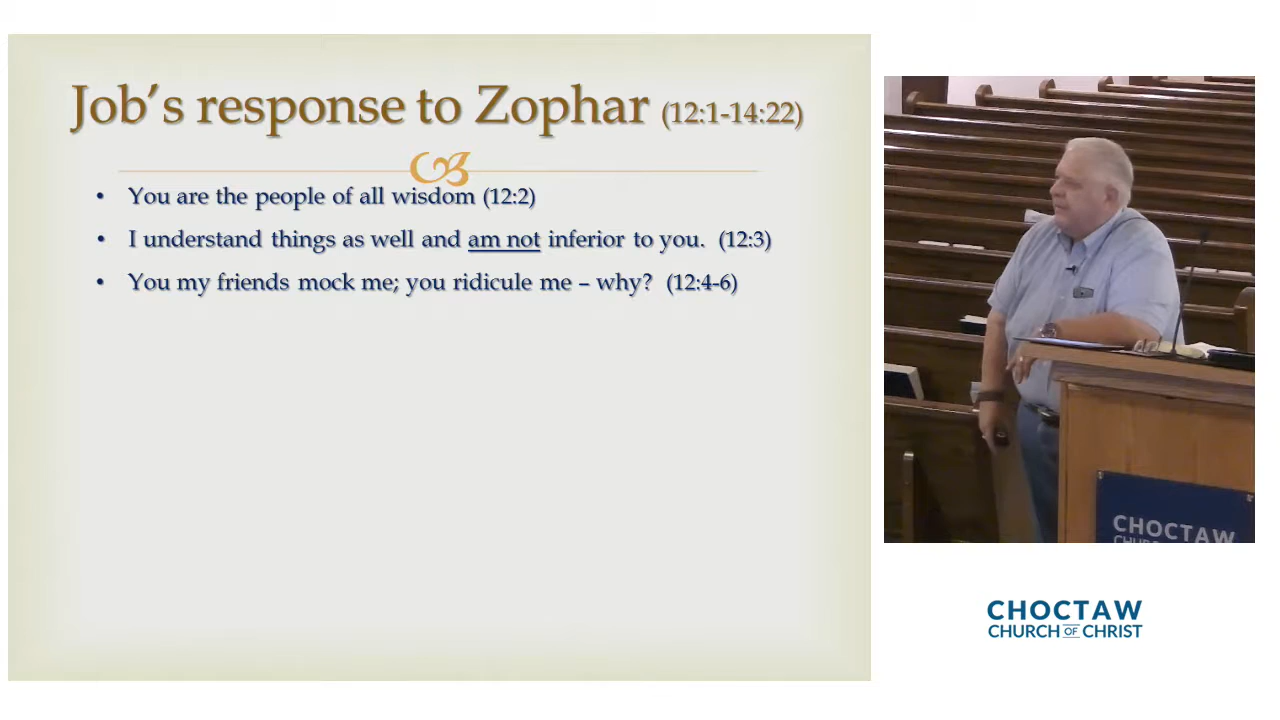 Job's response to Zophar (12:1-14:22)
• You are the people of all wisdom (12:2)
• I understand things as well and am not inferior to you. (12:3)
• You my friends mock me; you ridicule me – why? (12:4-6)
CHOCTAW
CHURCH
CHOCTAW
CHURCH OF CHRIST